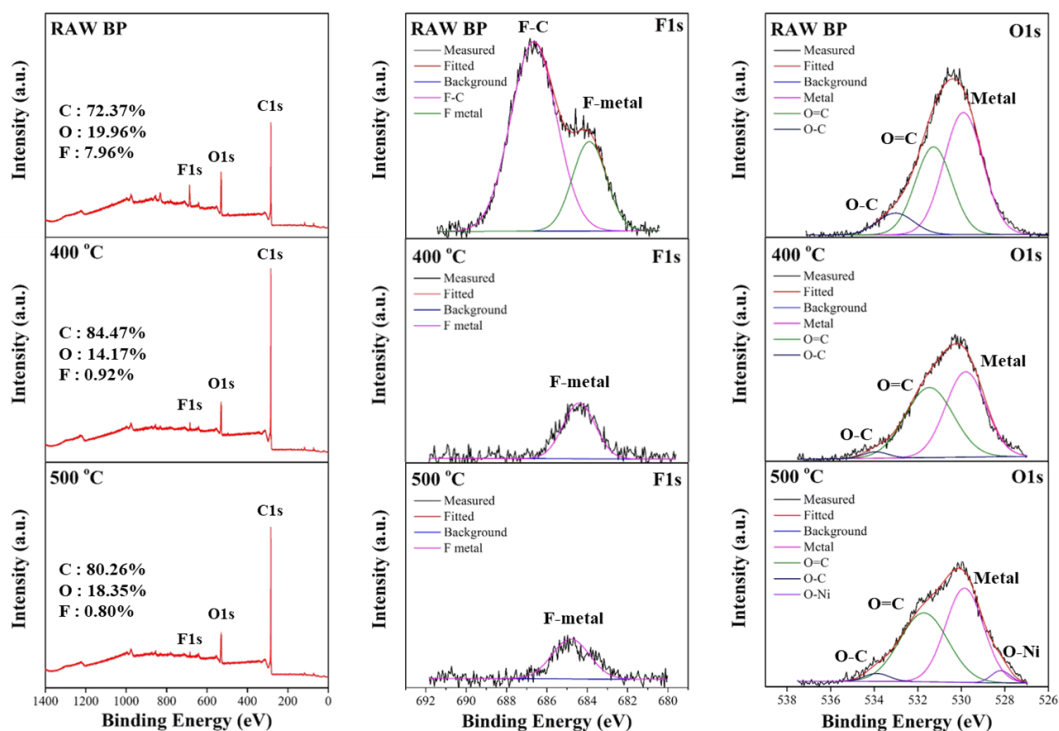 RAW BP
C : 72.37%
O : 19.96%
F : 7.96%
F1s
O1s
C1s
Intensity (a.u.)
400 °C
C : 84.47%
O : 14.17%
F : 0.92%
F1s
O1s
C1s
Intensity (a.u.)
500 °C
C : 80.26%
O : 18.35%
F : 0.80%
F1s
O1s
C1s
Intensity (a.u.)
1400 1200 1000 800 600 400 200 0
Binding Energy (eV)
RAW BP
F1s
Measured
Fitted
Background
F-C
F metal
F-C
F-metal
Intensity (a.u.)
400 °C
F1s
Measured
Fitted
Background
F metal
F-metal
Intensity (a.u.)
500 °C
F1s
Measured
Fitted
Background
F metal
F-metal
Intensity (a.u.)
692 690 688 686 684 682 680
Binding Energy (eV)
RAW BP
O1s
Measured
Fitted
Background
Metal
O=C
O-C
O-C
O=C
Metal
Intensity (a.u.)
400 °C
O1s
Measured
Fitted
Background
Metal
O=C
O-C
O-C
O=C
Metal
Intensity (a.u.)
500 °C
O1s
Measured
Fitted
Background
Metal
O=C
O-C
O-Ni
O-C
O=C
Metal
O-Ni
Intensity (a.u.)
538 536 534 532 530 528 526
Binding Energy (eV)